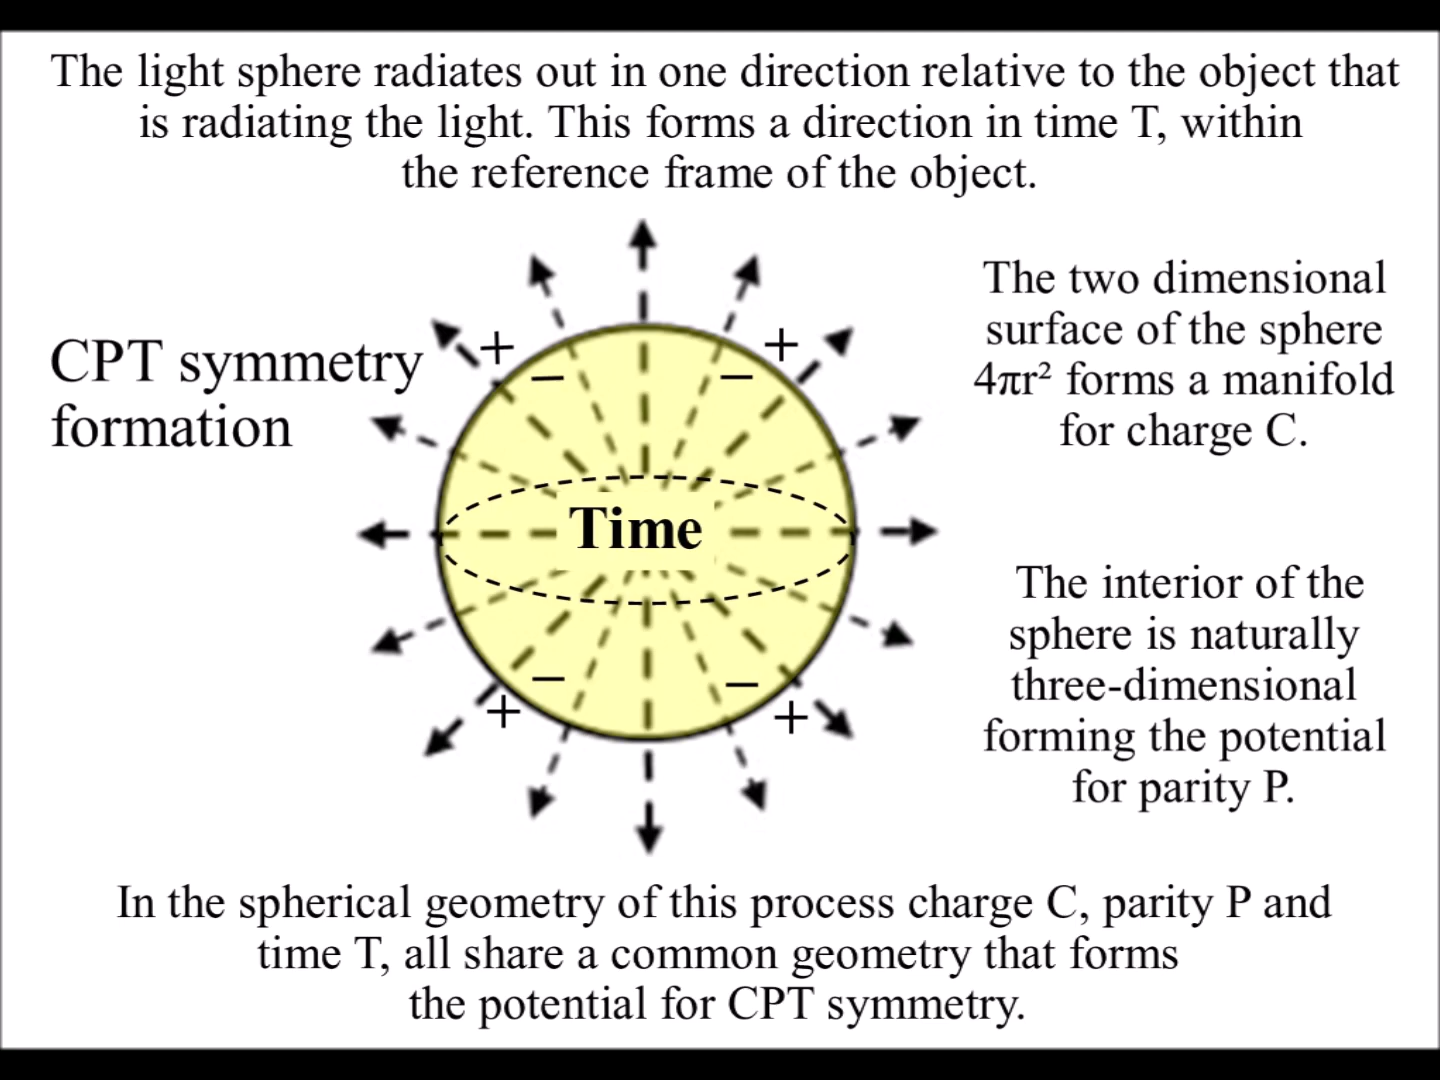 The light sphere radiates out in one direction relative to the object that
is radiating the light. This forms a direction in time T, within
the reference frame of the object.
CPT symmetry
formation
The two dimensional
surface of the sphere
4πr² forms a manifold
for charge C.
+
+
−
−
Time
The interior of the
sphere is naturally
three-dimensional
forming the potential
for parity P.
−
−
+
+
In the spherical geometry of this process charge C, parity P and
time T, all share a common geometry that forms
the potential for CPT symmetry.